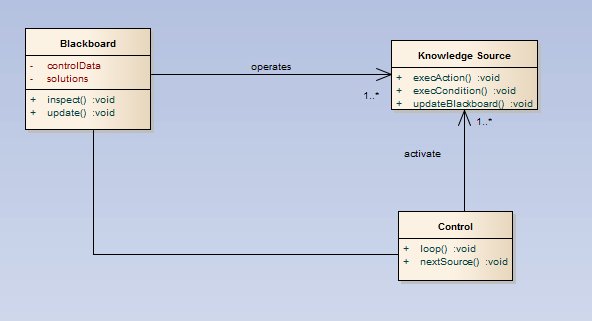 Blackboard
- controlData
- solutions
+ inspect() :void
+ update() :void
operates
1..*
Knowledge Source
+ execAction() :void
+ execCondition() :void
+ updateBlackboard() :void
1..*
activate
Control
+ loop() :void
+ nextSource() :void